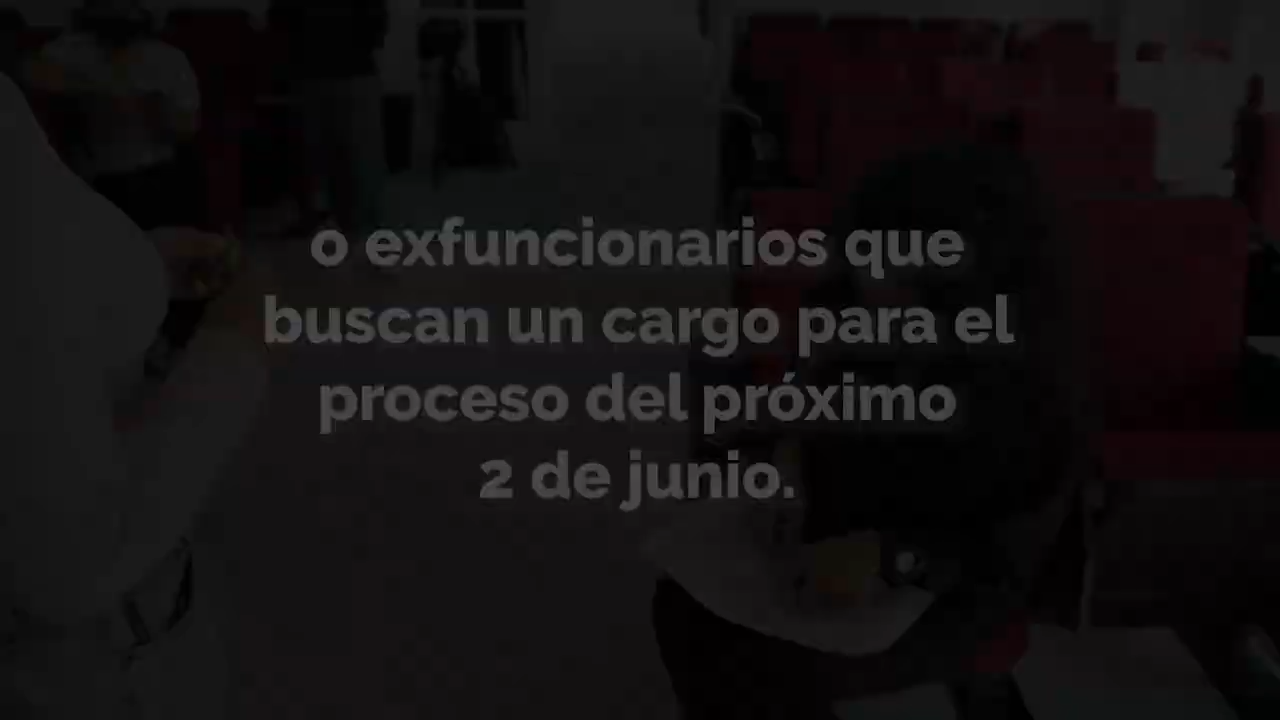 o exfuncionarios que
buscan un cargo para el
proceso del próximo
2 de junio.